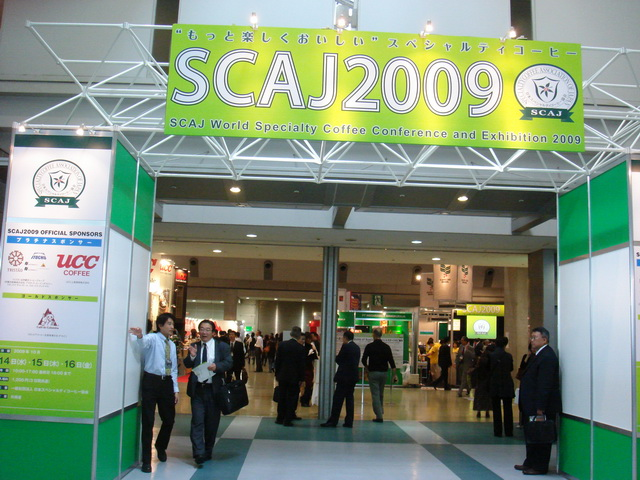 "もっと楽しくおいしい"スペシャルティコーヒー
SCAJ2009
SCAJ World Specialty Coffee Conference and Exhibition 2009
SCAJ
SCAJ
SCAJ2009 OFFICIAL SPONSORS
プラチナスポンサー
UCC
COFFEE
ゴールドスポンサー
14日(水) 15日(木) 16日(金)
SCAJ2009